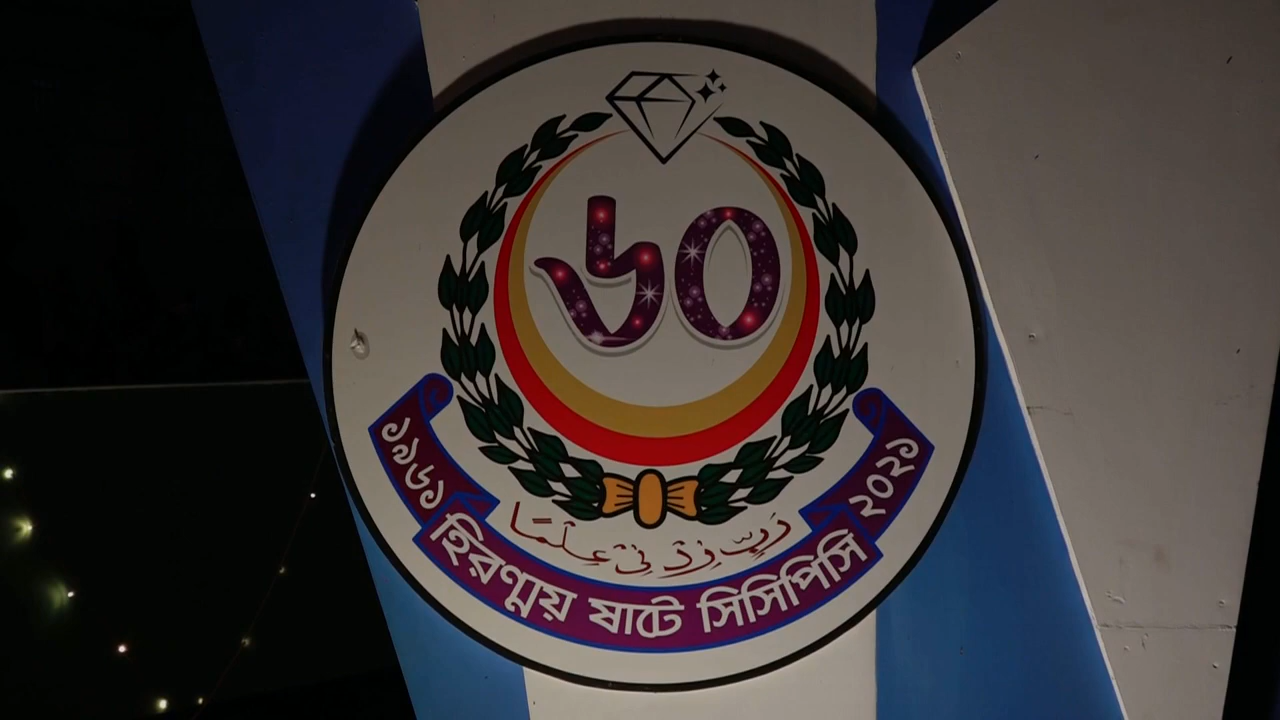 ৬০
১৯৬১
২০২১
رَبِّ زِدْنِيْ عِلْمًا
হিরণ্ময় ষাটে সিসিপিসি